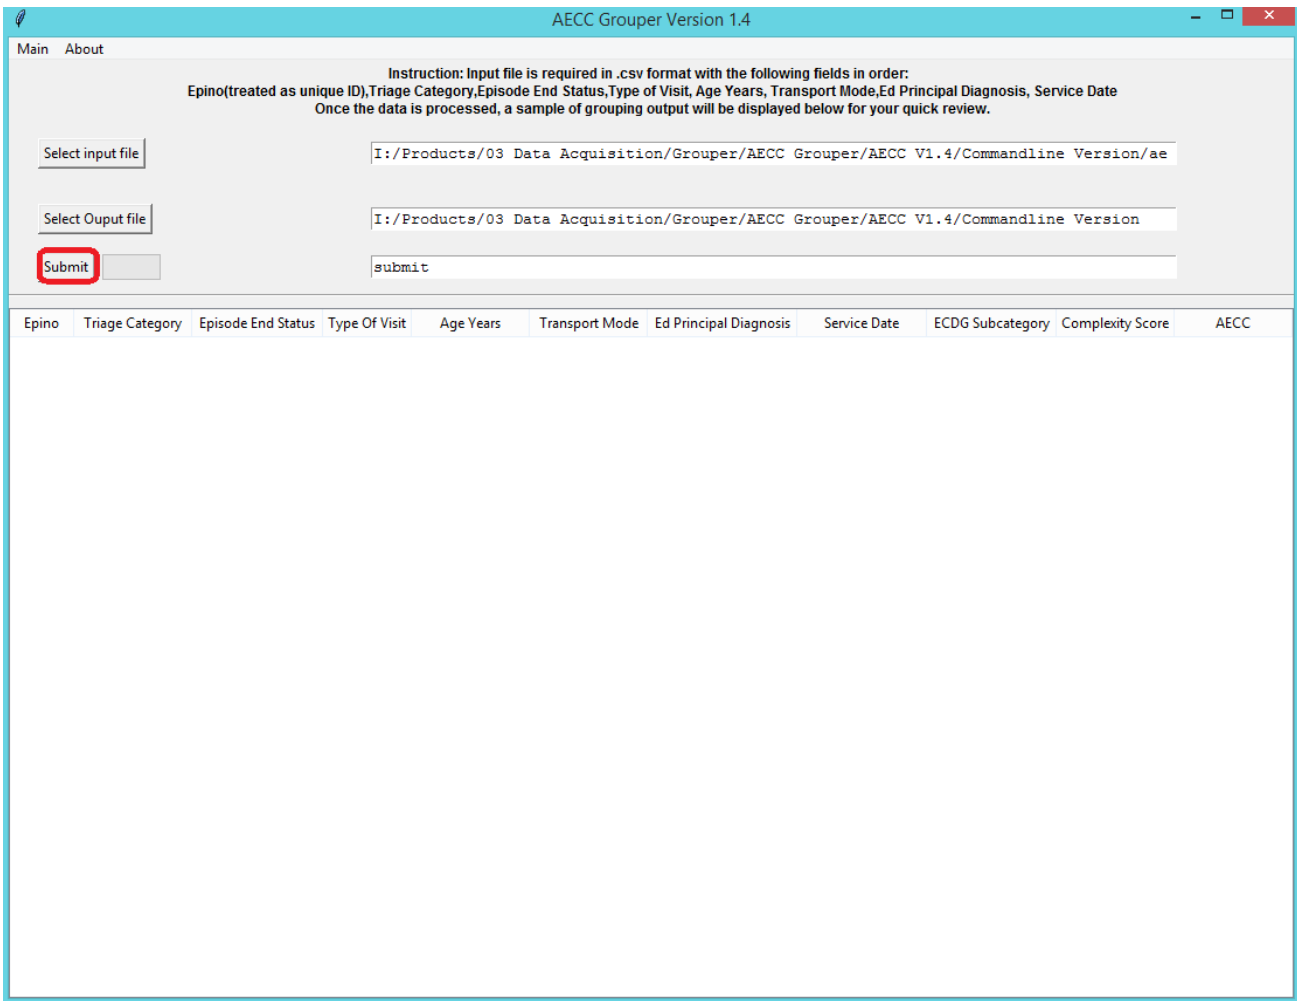 AECC Grouper Version 1.4
Main About
Instruction: Input file is required in .csv format with the following fields in order:
Epino(treated as unique ID),Triage Category,Episode End Status,Type of Visit, Age Years, Transport Mode,Ed Principal Diagnosis, Service Date
Once the data is processed, a sample of grouping output will be displayed below for your quick review.
Select input file I:/Products/03 Data Acquisition/Grouper/AECC Grouper/AECC V1.4/Commandline Version/ae
Select Ouput file I:/Products/03 Data Acquisition/Grouper/AECC Grouper/AECC V1.4/Commandline Version
Submit submit
Epino Triage Category Episode End Status Type Of Visit Age Years Transport Mode Ed Principal Diagnosis Service Date ECDG Subcategory Complexity Score AECC